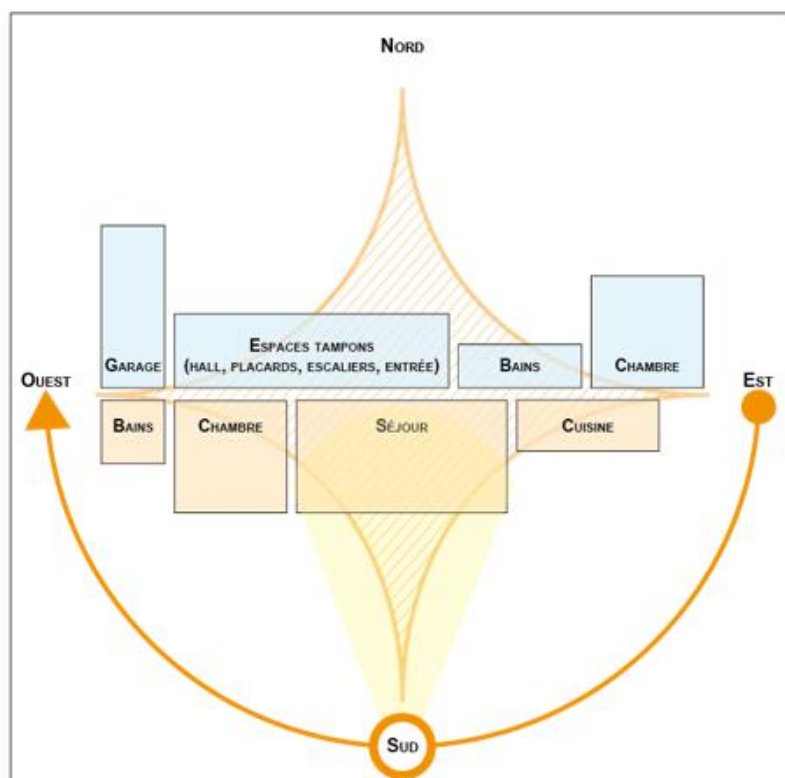 NORD
ESPACES TAMPONS
(HALL, PLACARDS, ESCALIERS, ENTRÉE)
GARAGE
BAINS
CHAMBRE
OUEST
EST
BAINS
CHAMBRE
SÉJOUR
CUISINE
SUD